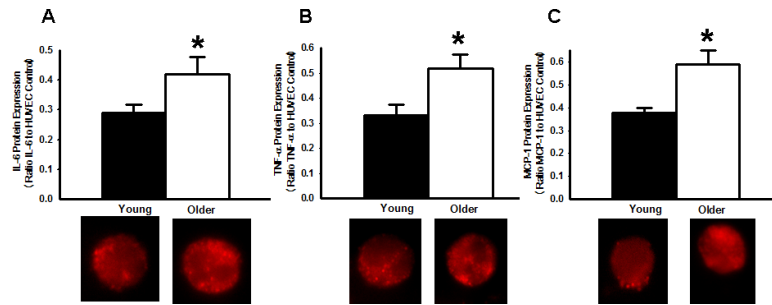 A
IL-6 Protein Expression
(Ratio IL-6 to HUVEC Control)
0.5
0.4
0.3
0.2
0.1
0.0
*
Young Older
B
TNF-α Protein Expression
(Ratio TNF-α to HUVEC Control)
0.6
0.5
0.4
0.3
0.2
0.1
0.0
*
Young Older
C
MCP-1 Protein Expression
(Ratio MCP-1 to HUVEC Control)
0.6
0.5
0.4
0.3
0.2
0.1
0.0
*
Young Older